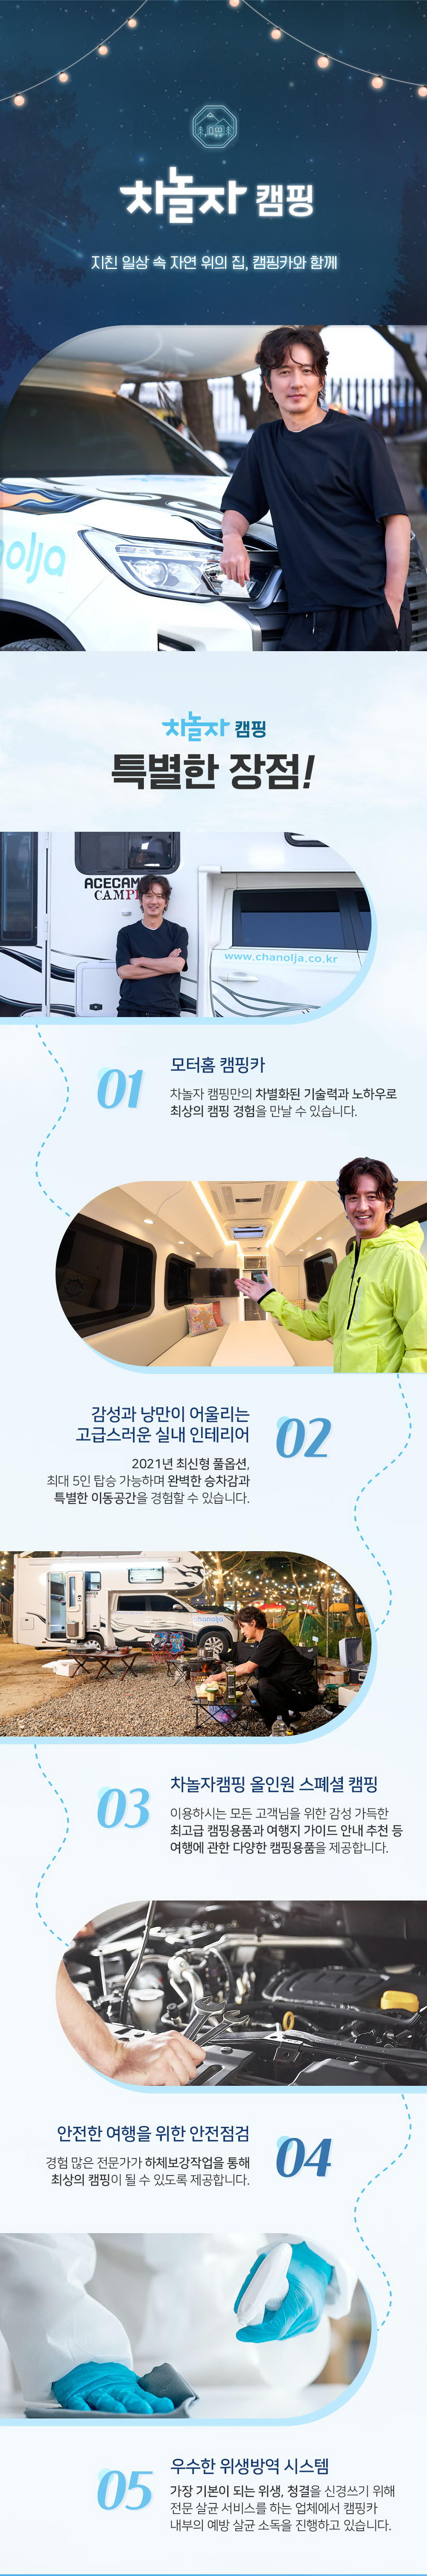 차놀자 캠핑
지친 일상 속 자연 위의 집, 캠핑카와 함께
nolja
차놀자 캠핑
특별한 장점!
ACECAM
CAMP
www.chanolja.co.kr
01
모터홈 캠핑카
차놀자 캠핑만의 차별화된 기술력과 노하우로
최상의 캠핑 경험을 만날 수 있습니다.
감성과 낭만이 어울리는
고급스러운 실내 인테리어
02
2021년 최신형 풀옵션,
최대 5인 탑승 가능하며 완벽한 승차감과
특별한 이동공간을 경험할 수 있습니다.
chanolja
03
차놀자캠핑 올인원 스폐셜 캠핑
이용하시는 모든 고객님을 위한 감성 가득한
최고급 캠핑용품과 여행지 가이드 안내 추천 등
여행에 관한 다양한 캠핑용품을 제공합니다.
안전한 여행을 위한 안전점검
04
경험 많은 전문가가 하체보강작업을 통해
최상의 캠핑이 될 수 있도록 제공합니다.
05
우수한 위생방역 시스템
가장 기본이 되는 위생, 청결을 신경쓰기 위해
전문 살균 서비스를 하는 업체에서 캠핑카
내부의 예방 살균 소독을 진행하고 있습니다.